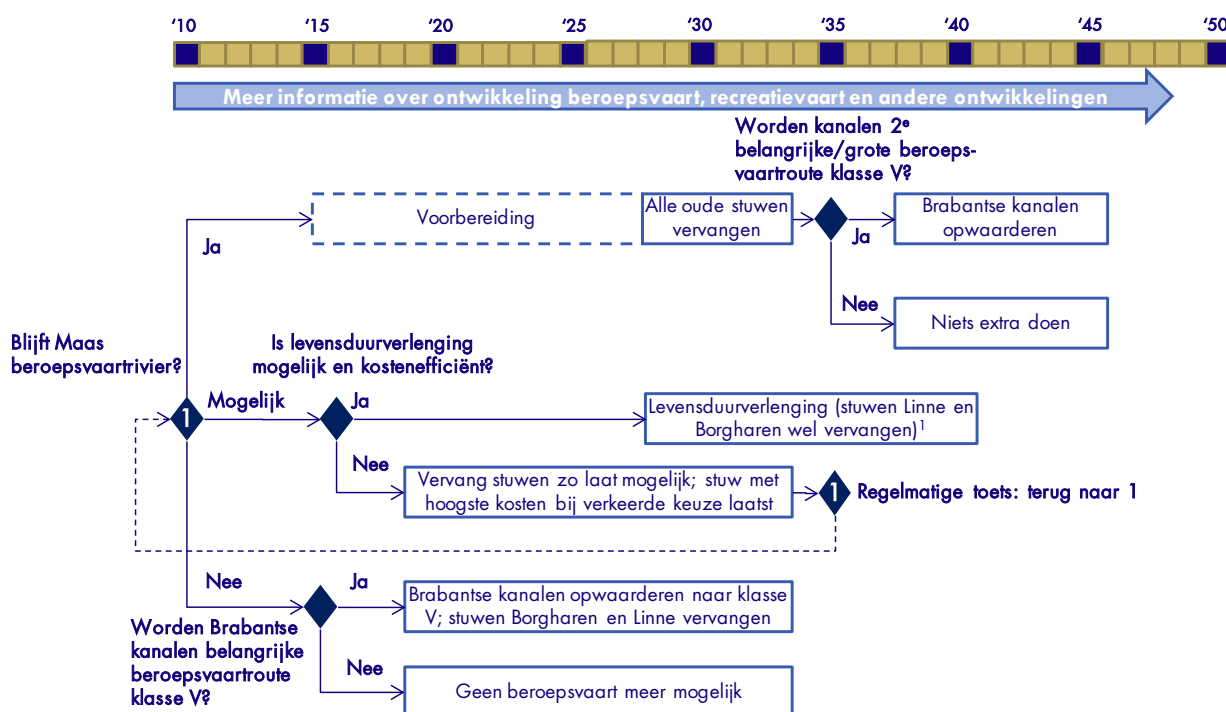 ‘10 ‘15 ‘20 ‘25 ‘30 ‘35 ‘40 ‘45 ‘50
Meer informatie over ontwikkeling beroepsvaart, recreatievaart en andere ontwikkelingen
Worden kanalen 2e
belangrijke/grote beroeps-
vaartroute klasse V?
Voorbereiding
Alle oude stuwen
vervangen
Ja
Brabantse kanalen
opwaarderen
Ja
Nee
Niets extra doen
Blijft Maas
beroepsvaartrivier?
Is levensduurverlenging
mogelijk en kostenefficiënt?
1
Mogelijk
Ja
Levensduurverlenging (stuwen Linne en
Borgharen wel vervangen)1
Nee
Vervang stuwen zo laat mogelijk; stuw met
hoogste kosten bij verkeerde keuze laatst
1
Regelmatige toets: terug naar 1
Nee
Ja
Brabantse kanalen opwaarderen naar klasse
V; stuwen Borgharen en Linne vervangen
Worden Brabantse
kanalen belangrijke
beroepsvaartroute
klasse V?
Nee
Geen beroepsvaart meer mogelijk